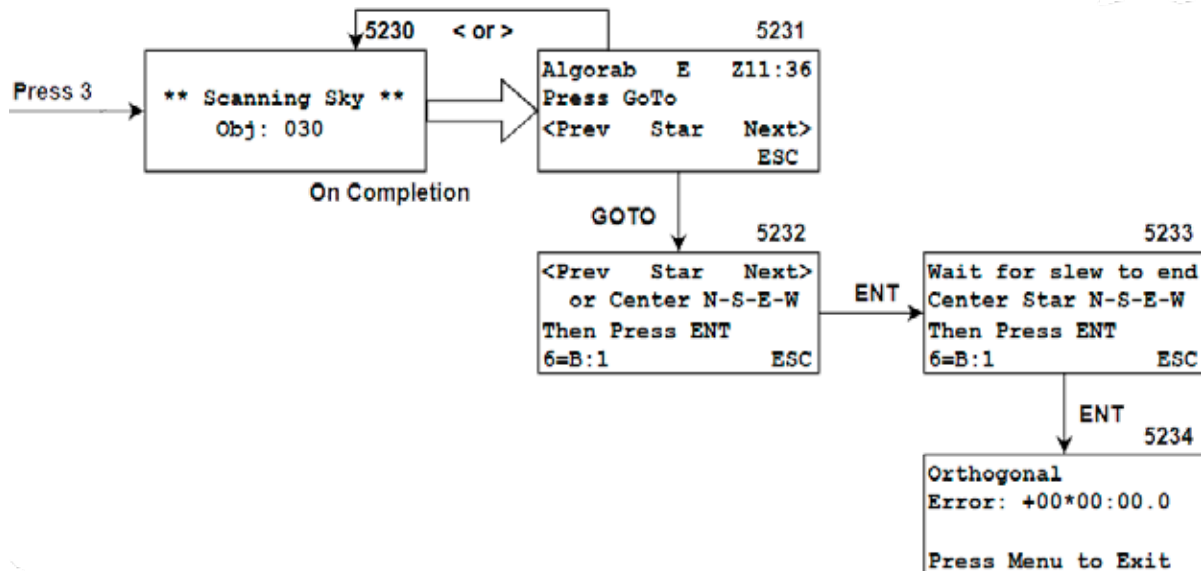 5230 < or > 5231
Press 3
** Scanning Sky **
Obj: 030
On Completion
Algorab E Z11:36
Press GoTo
<Prev Star Next>
ESC
GOTO
5232
<Prev Star Next>
or Center N-S-E-W
Then Press ENT
6=B:1 ESC
ENT
5233
Wait for slew to end
Center Star N-S-E-W
Then Press ENT
6=B:1 ESC
ENT
5234
Orthogonal
Error: +00*00:00.0
Press Menu to Exit